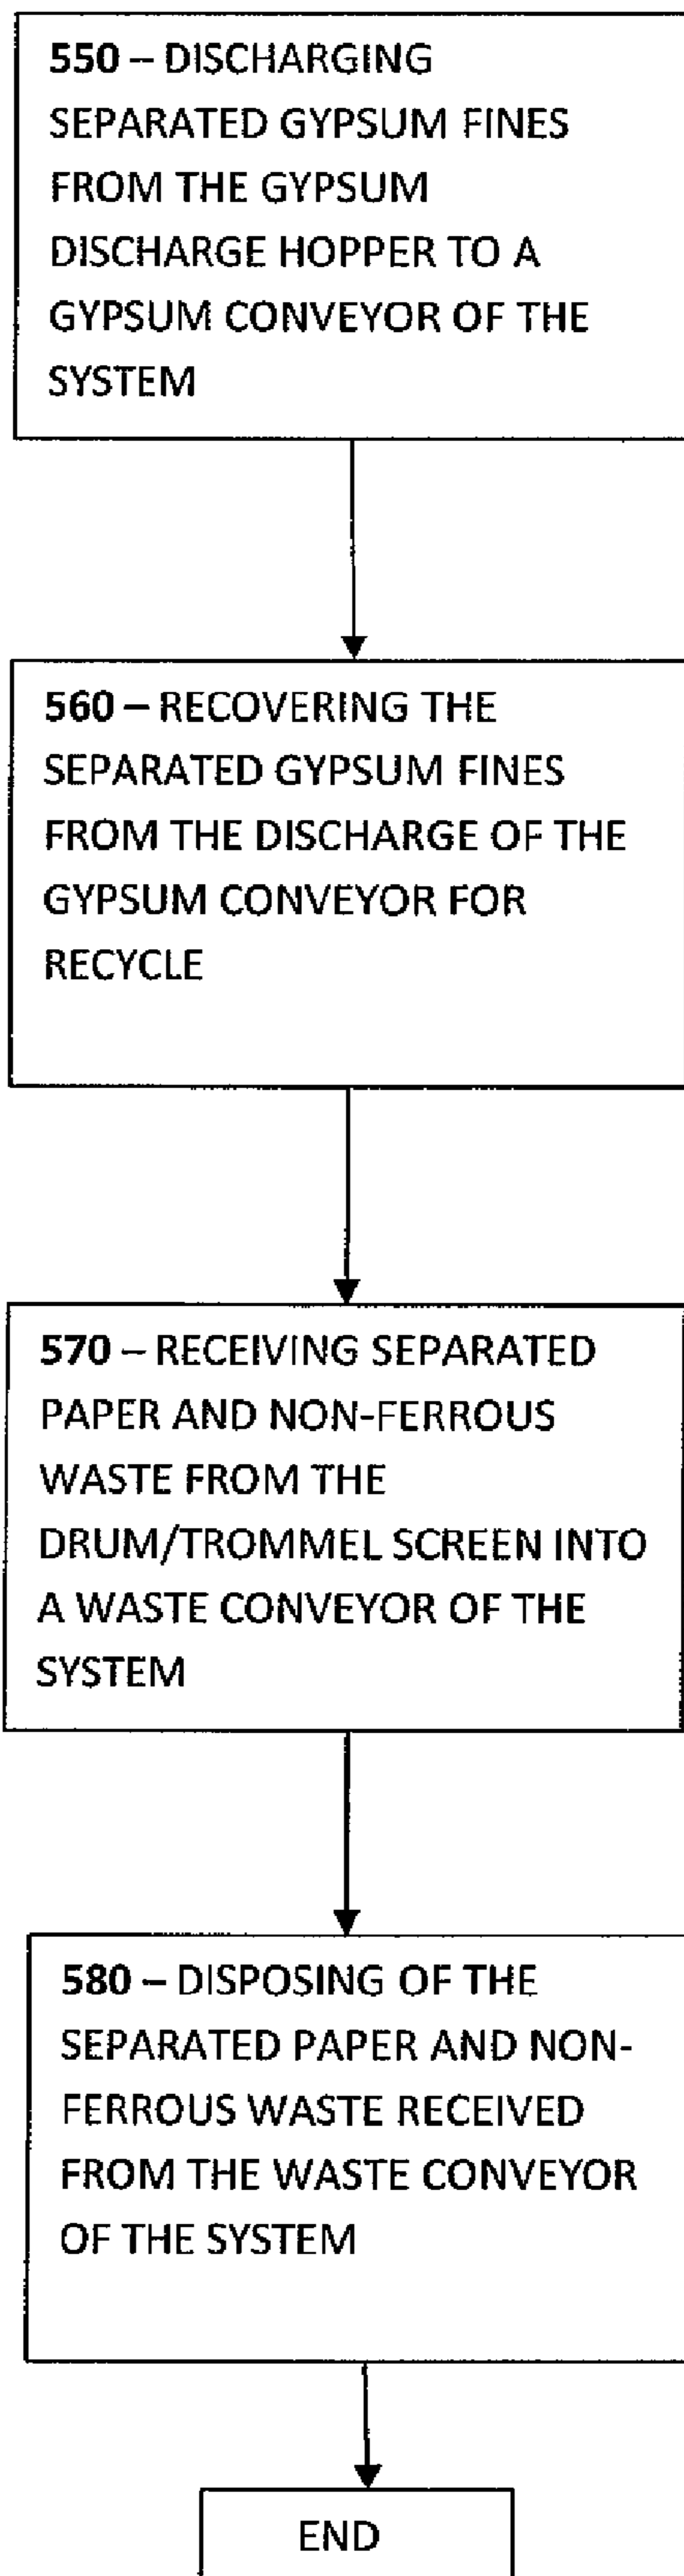 550 – DISCHARGING
SEPARATED GYPSUM FINES
FROM THE GYPSUM
DISCHARGE HOPPER TO A
GYPSUM CONVEYOR OF THE
SYSTEM
560 – RECOVERING THE
SEPARATED GYPSUM FINES
FROM THE DISCHARGE OF THE
GYPSUM CONVEYOR FOR
RECYCLE
570 – RECEIVING SEPARATED
PAPER AND NON-FERROUS
WASTE FROM THE
DRUM/TROMMEL SCREEN INTO
A WASTE CONVEYOR OF THE
SYSTEM
580 – DISPOSING OF THE
SEPARATED PAPER AND NON-
FERROUS WASTE RECEIVED
FROM THE WASTE CONVEYOR
OF THE SYSTEM
END